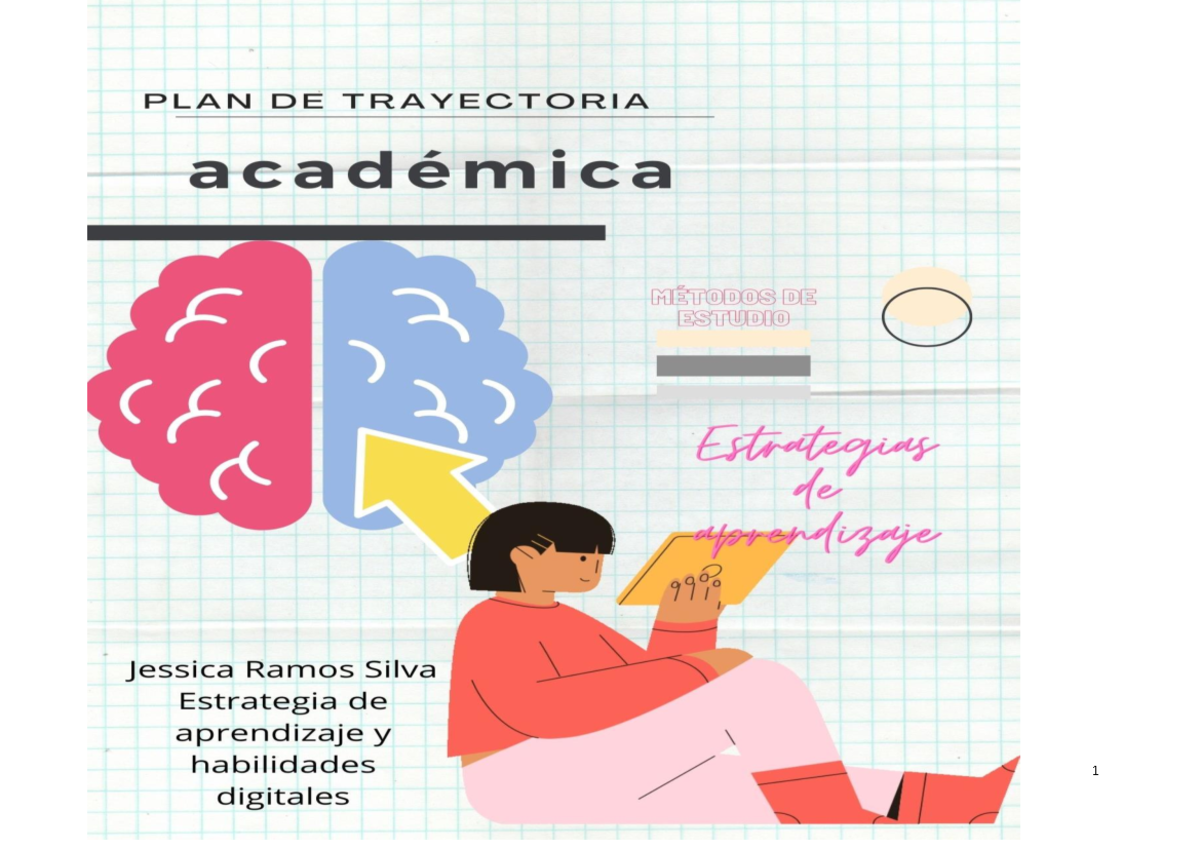 PLAN DE TRAYECTORIA
académica
MÉTODOS DE
ESTUDIO
Estrategias
de
aprendizaje
Jessica Ramos Silva
Estrategia de
aprendizaje y
habilidades
digitales
1